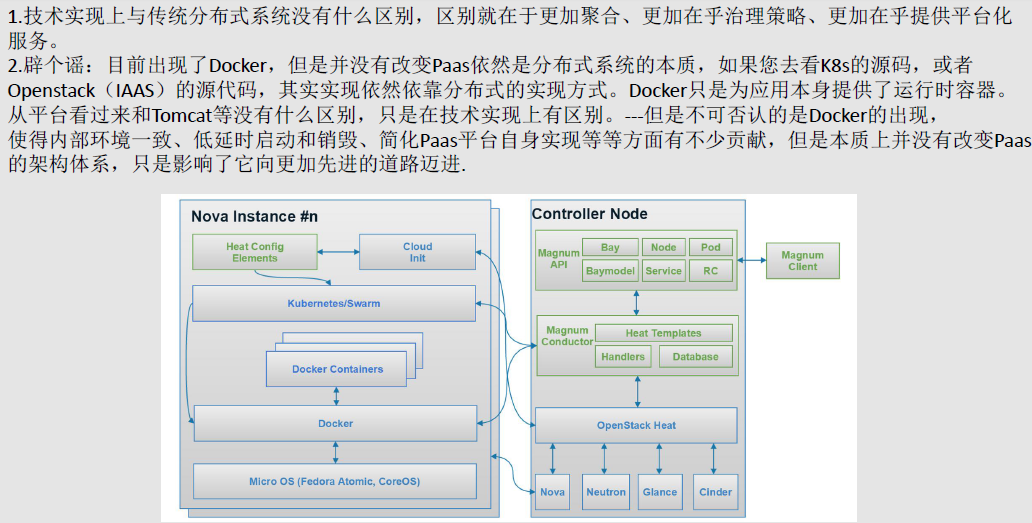 1.技术实现上与传统分布式系统没有什么区别，区别就在于更加聚合、更加在乎治理策略、更加在乎提供平台化
服务。
2.辟个谣：目前出现了Docker，但是并没有改变Paas依然是分布式系统的本质，如果您去看K8s的源码，或者
Openstack（IAAS）的源代码，其实实现依然依靠分布式的实现方式。Docker只是为应用本身提供了运行时容器。
从平台看过来和Tomcat等没有什么区别，只是在技术实现上有区别。---但是不可否认的是Docker的出现，
使得内部环境一致、低延时启动和销毁、简化Paas平台自身实现等等方面有不少贡献，但是本质上并没有改变Paas
的架构体系，只是影响了它向更加先进的道路迈进.
Nova Instance #n
Heat Config
Elements
Cloud
Init
Kubernetes/Swarm
Docker Containers
Docker
Micro OS (Fedora Atomic, CoreOS)
Controller Node
Magnum
API
Bay
Node
Pod
Baymodel
Service
RC
Magnum
Client
Magnum
Conductor
Heat Templates
Handlers
Database
OpenStack Heat
Nova
Neutron
Glance
Cinder